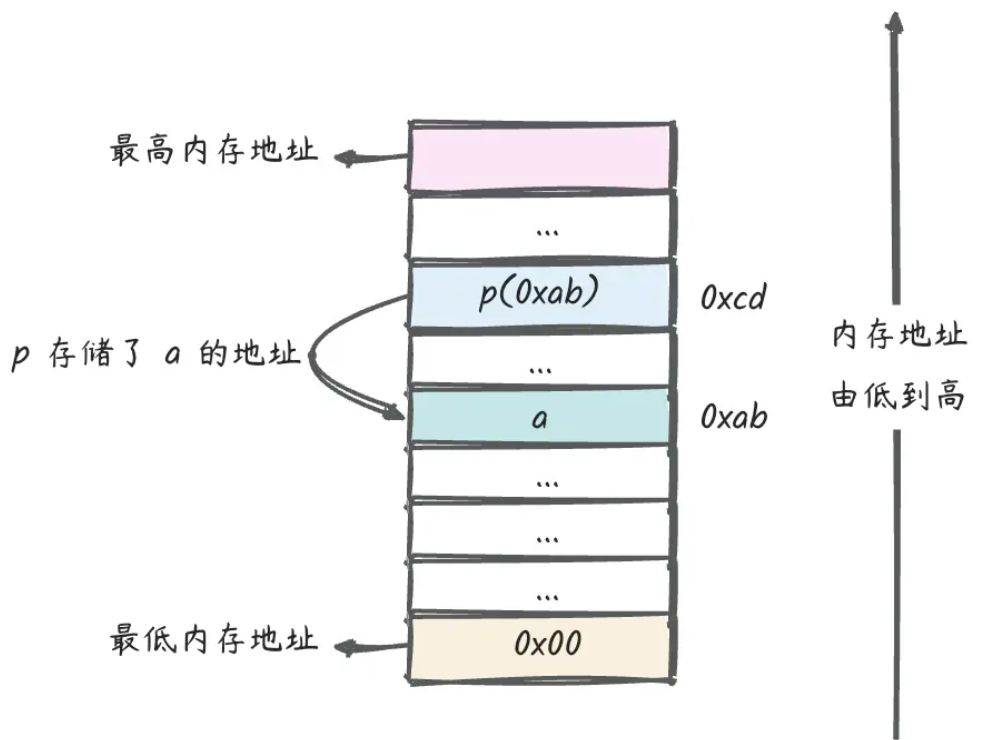 最高内存地址
...
p(0xab)
0xcd
p 存储了 a 的地址
...
a
0xab
内存地址
由低到高
...
...
...
最低内存地址
0x00